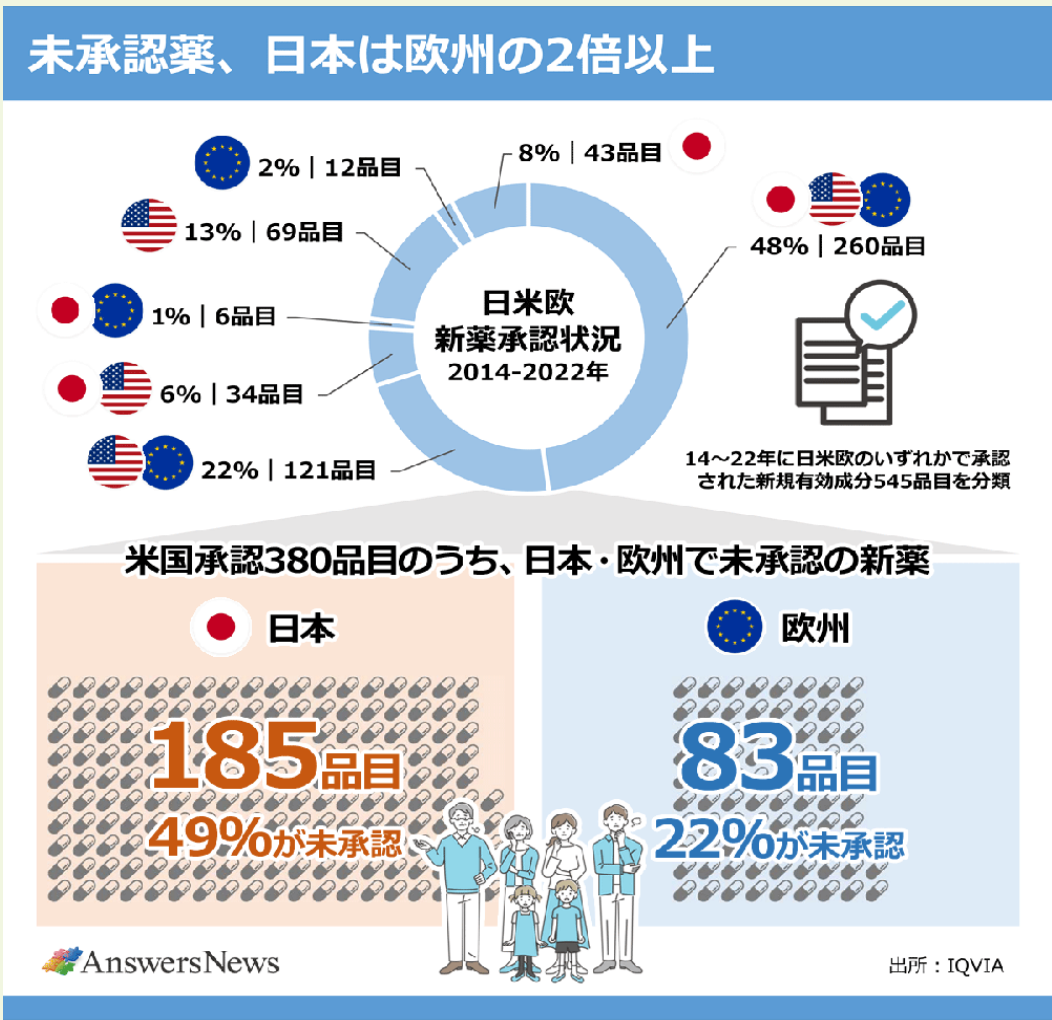 未承認薬、日本は欧州の2倍以上
8%｜43品目
2%｜12品目
13%｜69品目
48%｜260品目
1%｜6品目
6%｜34品目
22%｜121品目
日米欧
新薬承認状況
2014-2022年
14～22年に日米欧のいずれかで承認
された新規有効成分545品目を分類
米国承認380品目のうち、日本・欧州で未承認の新薬
日本
185品目
49%が未承認
欧州
83品目
22%が未承認
AnswersNews
出所：IQVIA